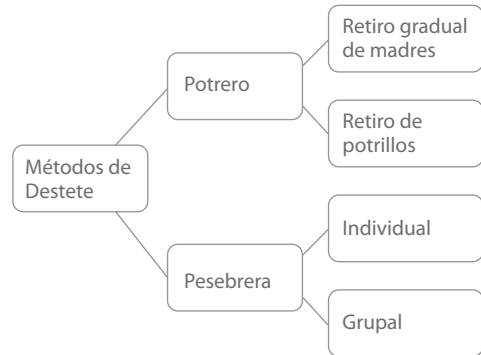 Métodos de
Destete
Potrero
Retiro gradual
de madres
Retiro de
potrillos
Pesebrera
Individual
Grupal